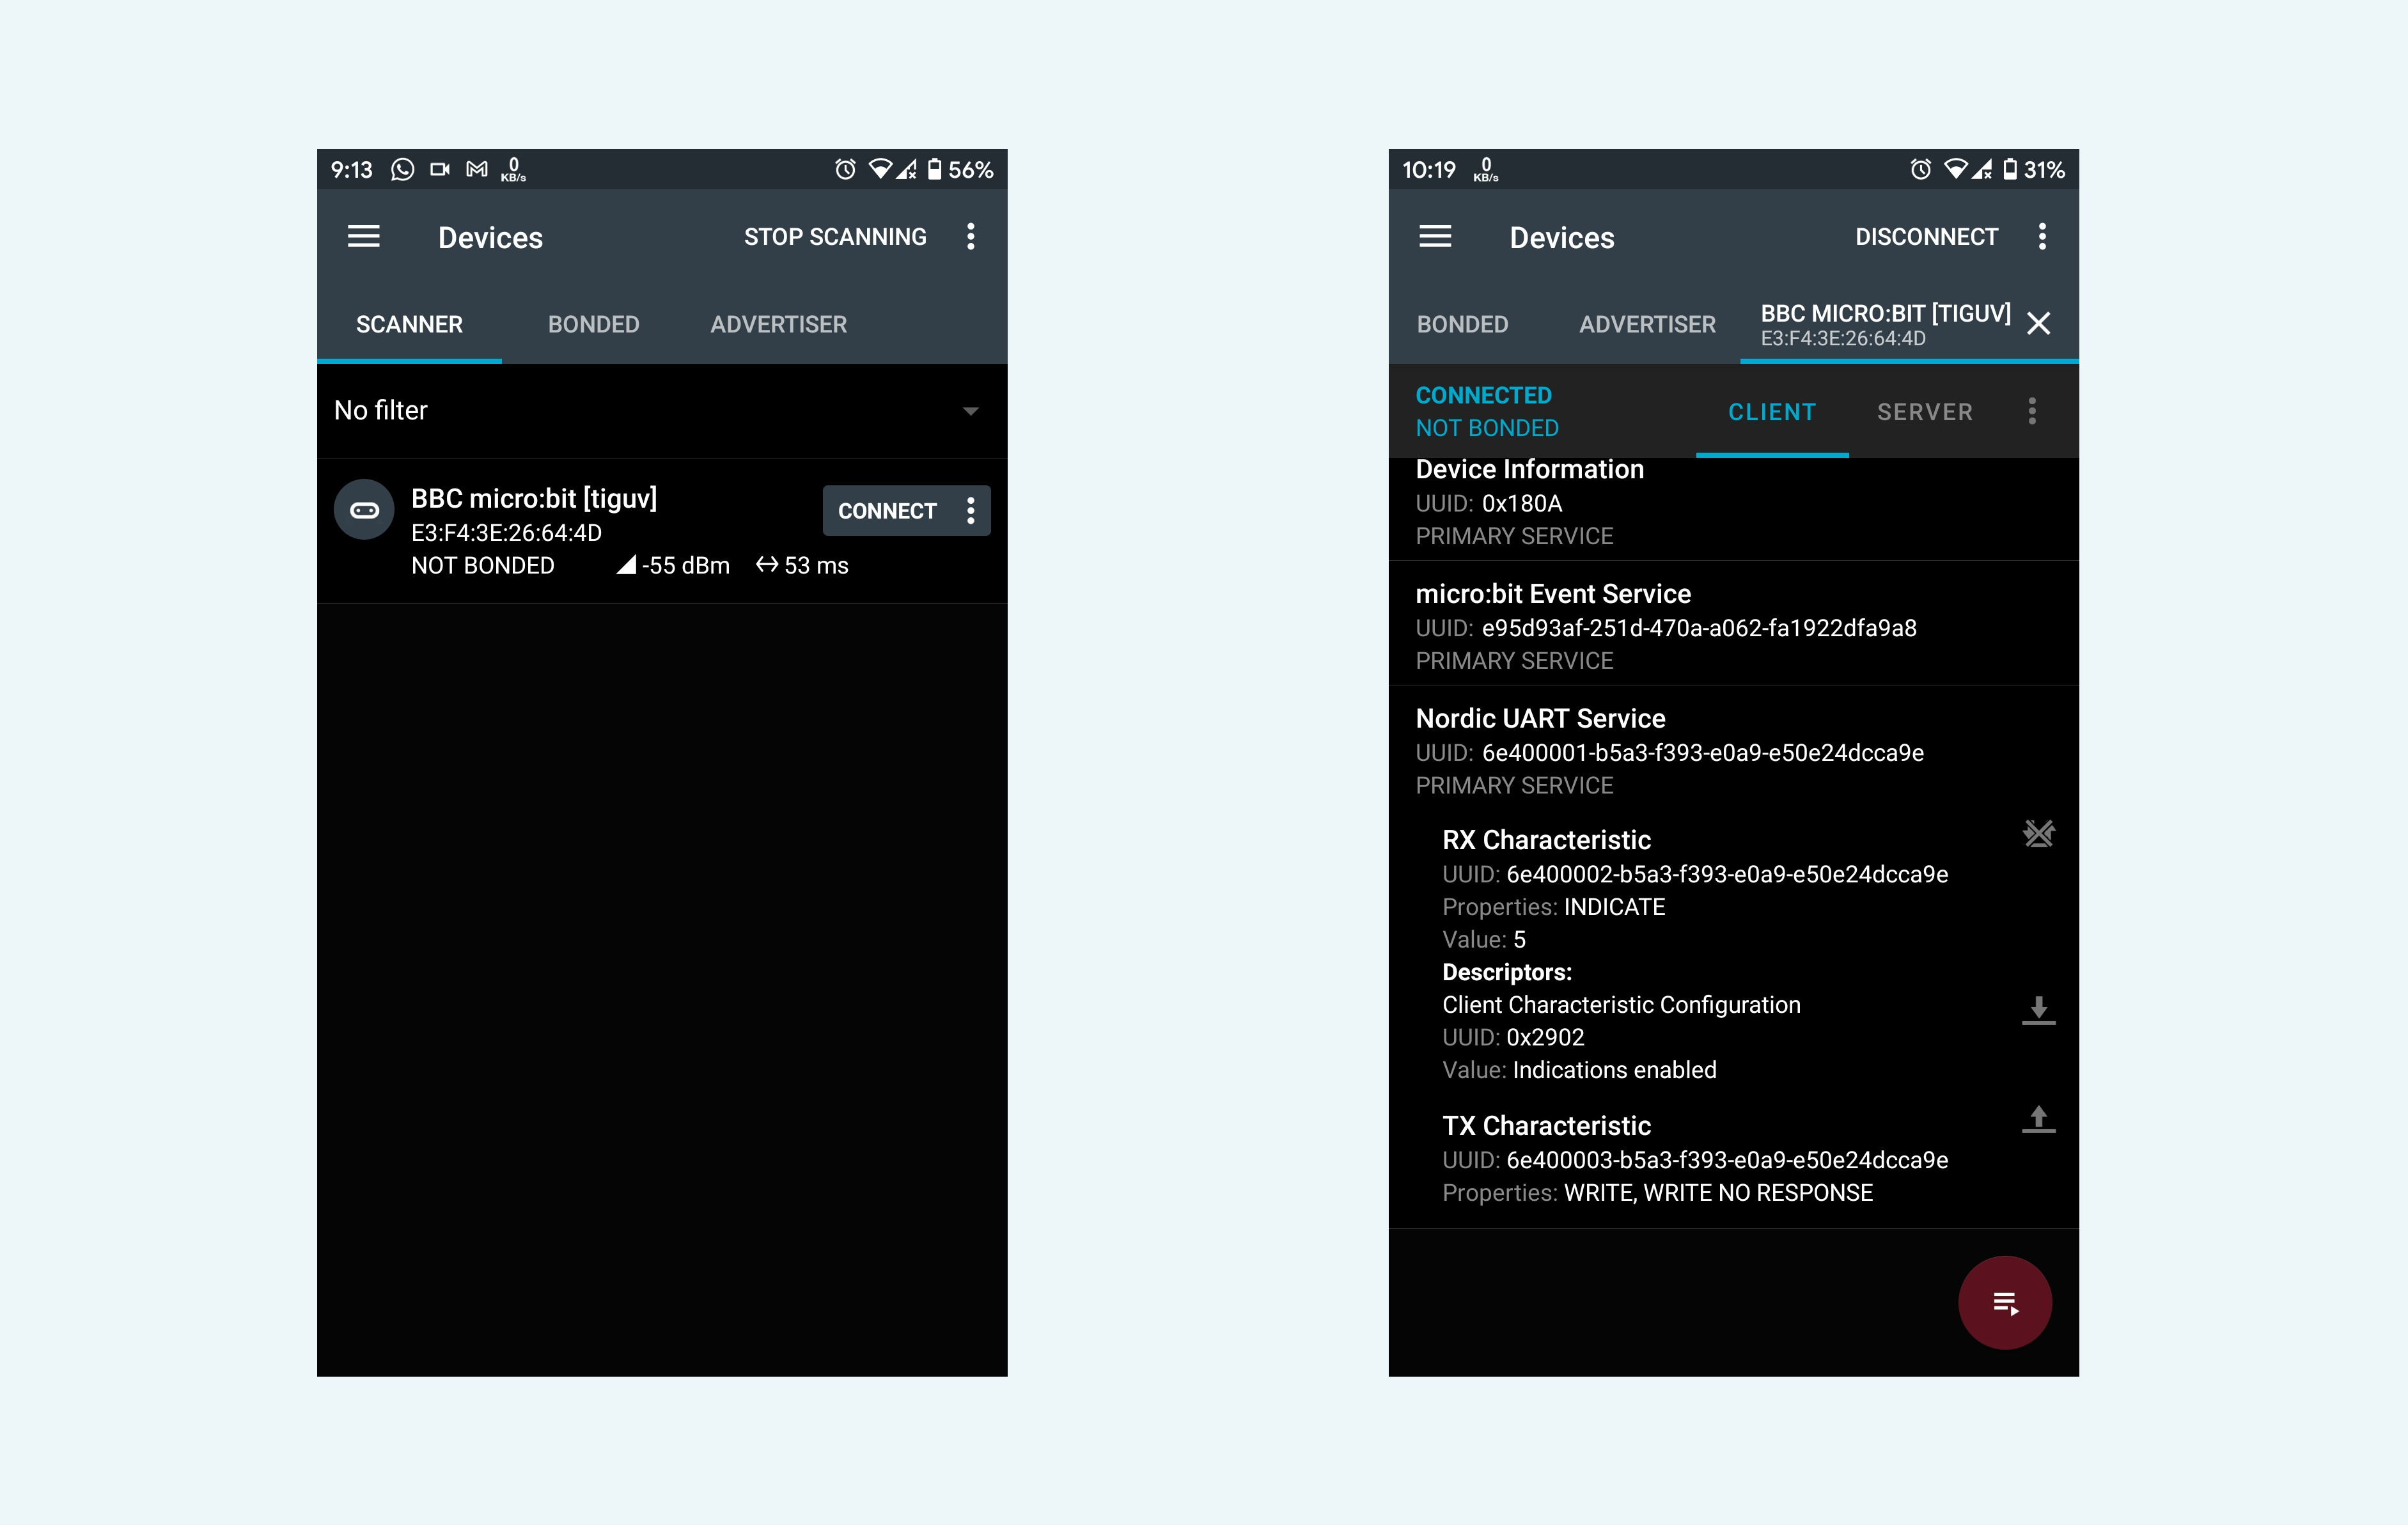 9:13 0 KB/s 56%
Devices STOP SCANNING
SCANNER BONDED ADVERTISER
No filter
BBC micro:bit [tiguv]
E3:F4:3E:26:64:4D
CONNECT
NOT BONDED -55 dBm 53 ms
10:19 0 KB/s 31%
Devices DISCONNECT
BONDED ADVERTISER BBC MICRO:BIT [TIGUV]
E3:F4:3E:26:64:4D
CONNECTED
NOT BONDED
CLIENT SERVER
Device Information
UUID: 0x180A
PRIMARY SERVICE
micro:bit Event Service
UUID: e95d93af-251d-470a-a062-fa1922dfa9a8
PRIMARY SERVICE
Nordic UART Service
UUID: 6e400001-b5a3-f393-e0a9-e50e24dcca9e
PRIMARY SERVICE
RX Characteristic
UUID: 6e400002-b5a3-f393-e0a9-e50e24dcca9e
Properties: INDICATE
Value: 5
Descriptors:
Client Characteristic Configuration
UUID: 0x2902
Value: Indications enabled
TX Characteristic
UUID: 6e400003-b5a3-f393-e0a9-e50e24dcca9e
Properties: WRITE, WRITE NO RESPONSE